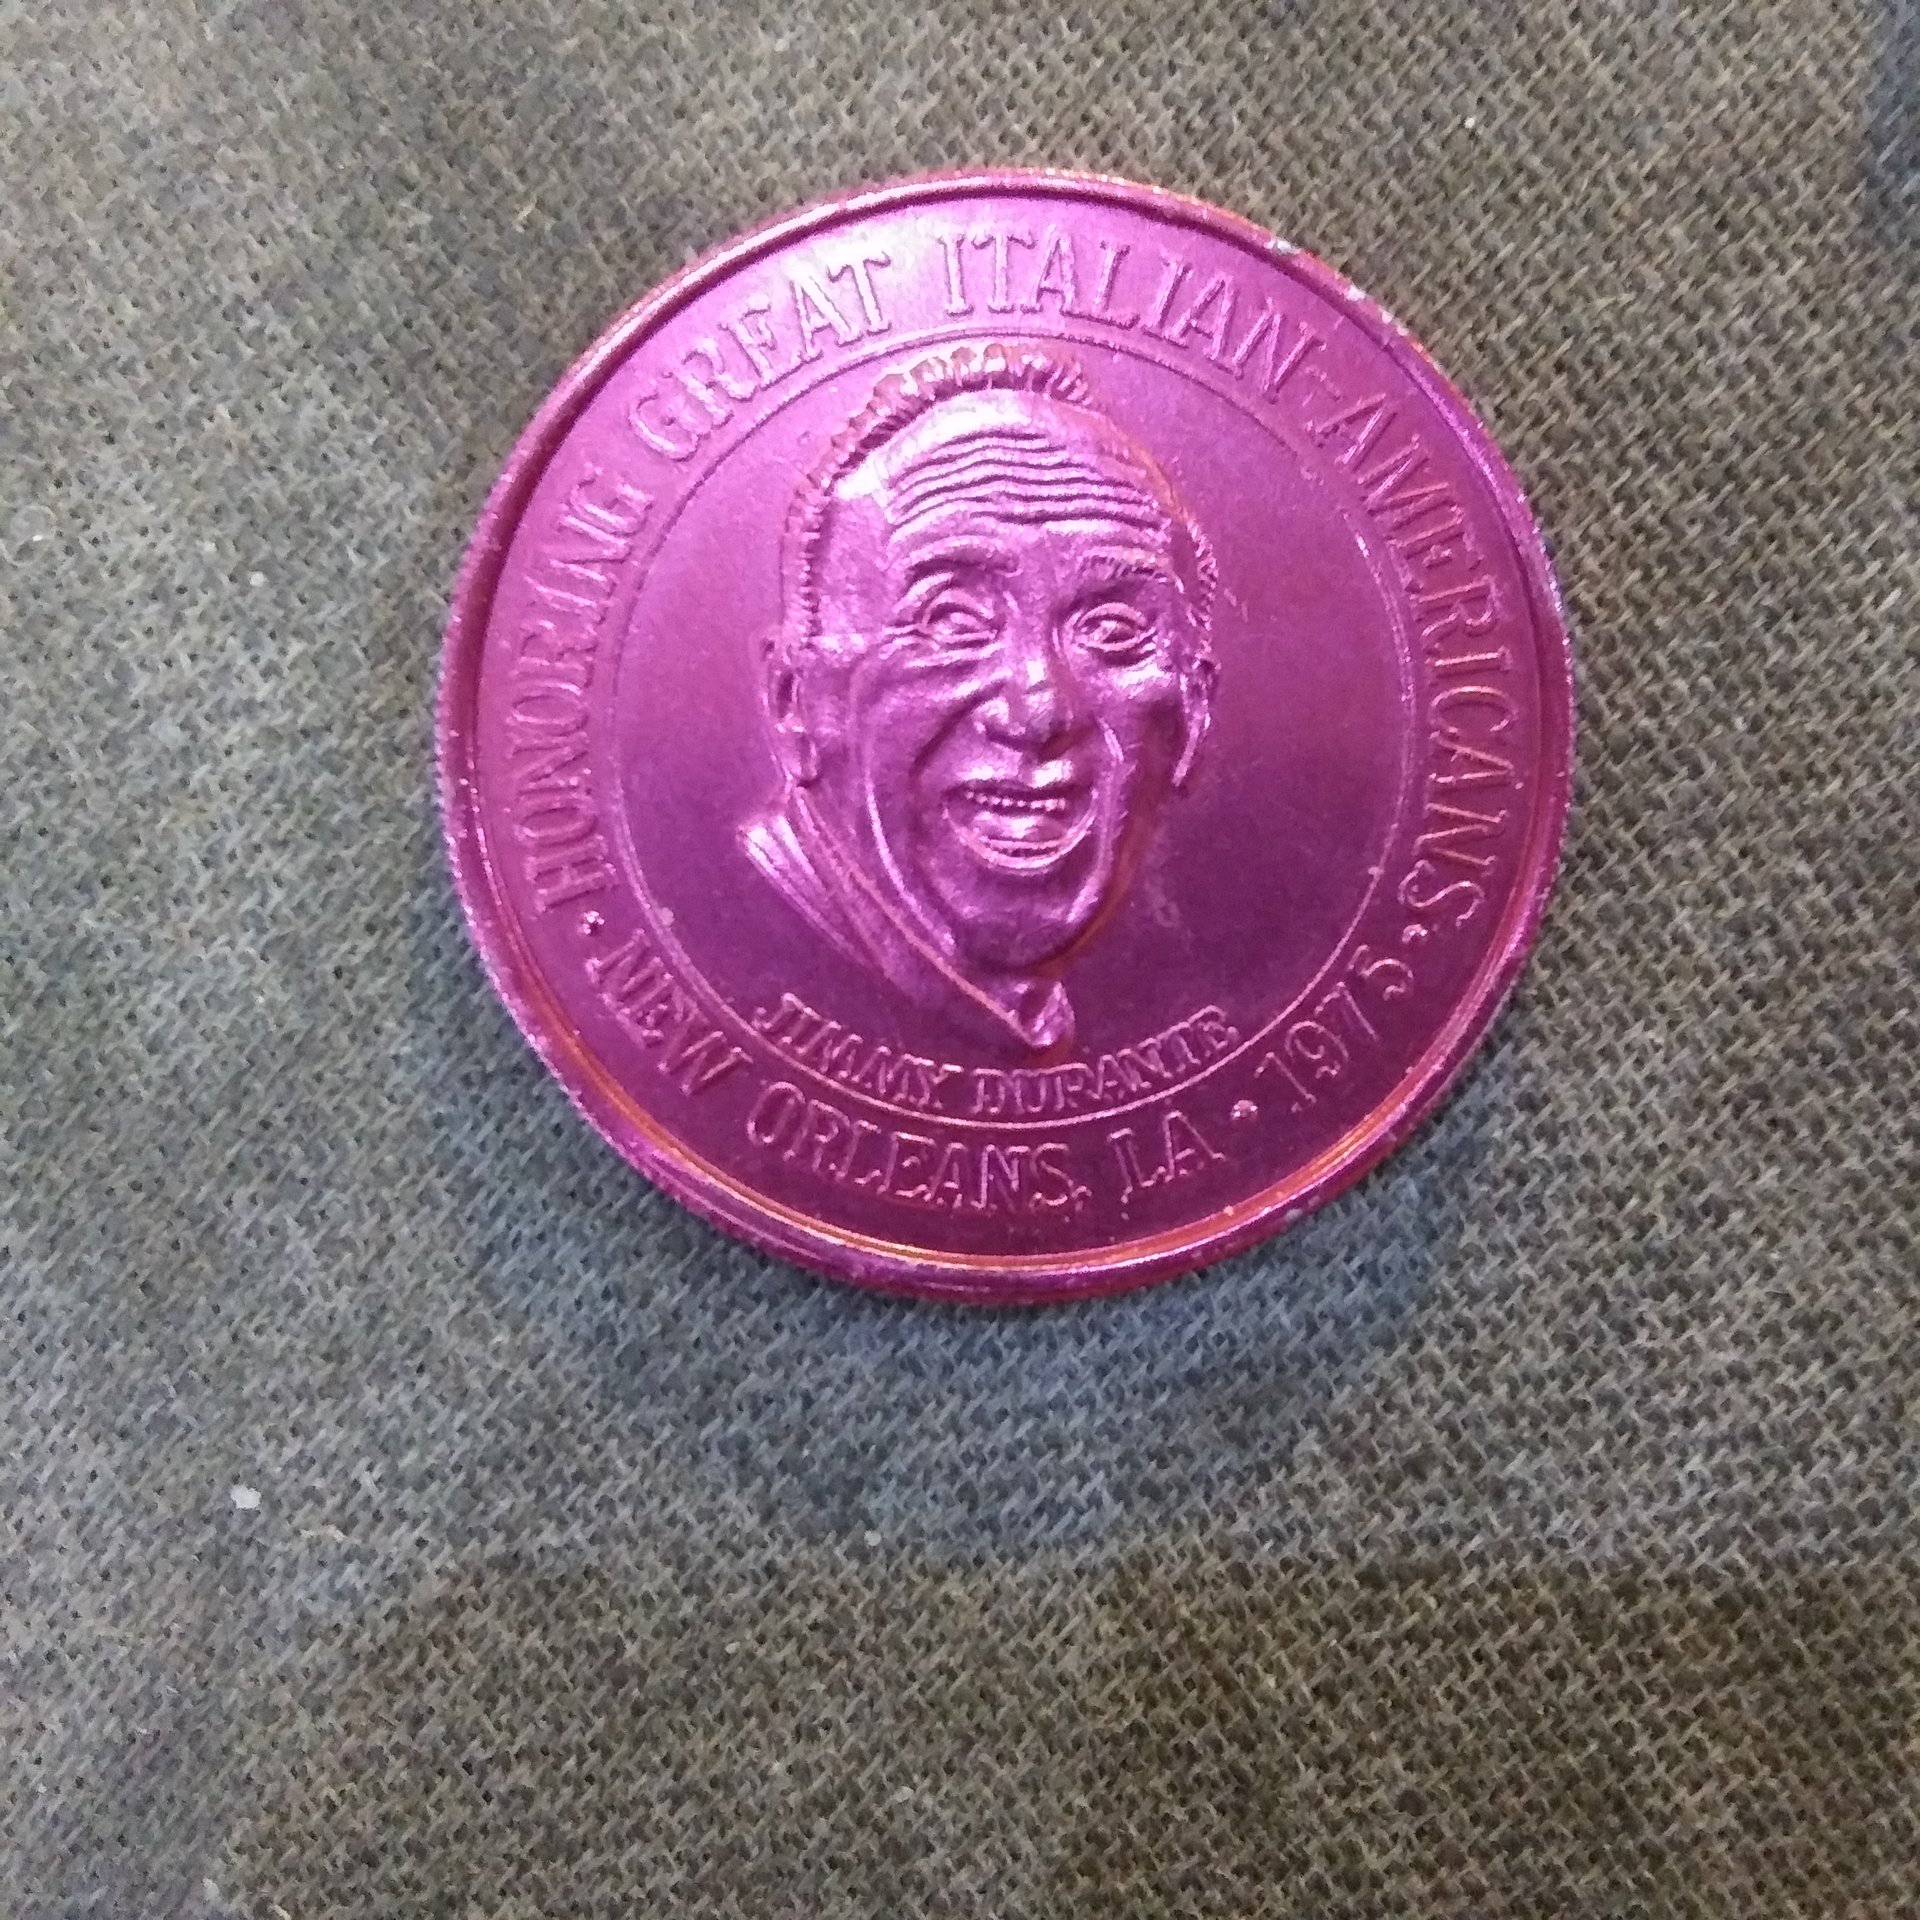 HONORING GREAT ITALIAN-AMERICANS
JIMMY DURANTE
NEW ORLEANS, LA • 1975